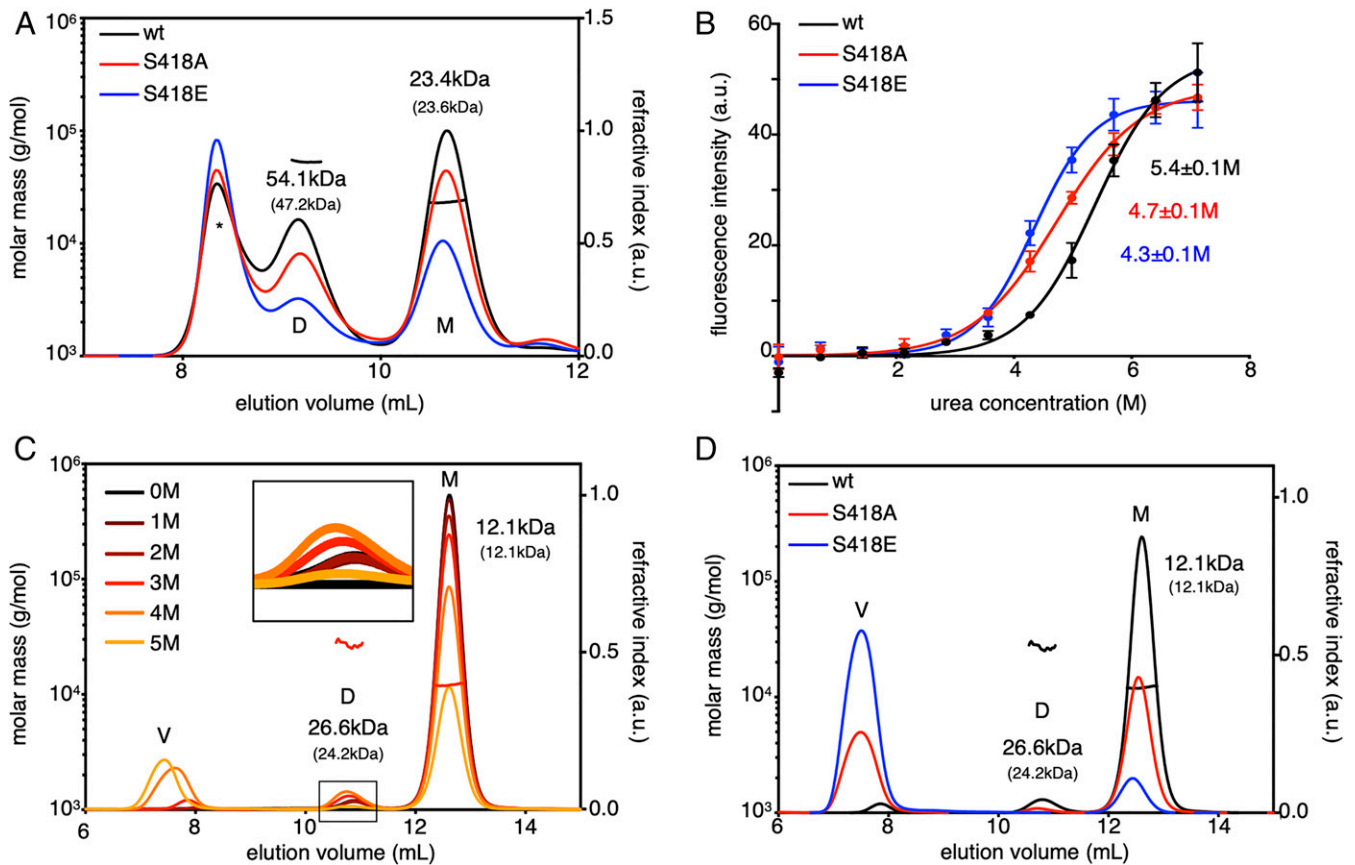 A
wt
S418A
S418E
molar mass (g/mol)
10⁶
10⁵
10⁴
10³
23.4kDa
(23.6kDa)
54.1kDa
(47.2kDa)
*
D
M
1.5
1.0
0.5
0.0
refractive index (a.u.)
8
10
12
elution volume (mL)
B
wt
S418A
S418E
fluorescence intensity (a.u.)
60
40
20
0
5.4±0.1M
4.7±0.1M
4.3±0.1M
2
4
6
8
urea concentration (M)
C
0M
1M
2M
3M
4M
5M
molar mass (g/mol)
10⁶
10⁵
10⁴
10³
M
12.1kDa
(12.1kDa)
V
D
26.6kDa
(24.2kDa)
1.0
0.5
0.0
refractive index (a.u.)
6
8
10
12
14
elution volume (mL)
D
wt
S418A
S418E
molar mass (g/mol)
10⁶
10⁵
10⁴
10³
M
12.1kDa
(12.1kDa)
V
D
26.6kDa
(24.2kDa)
1.0
0.5
0.0
refractive index (a.u.)
6
8
10
12
14
elution volume (mL)